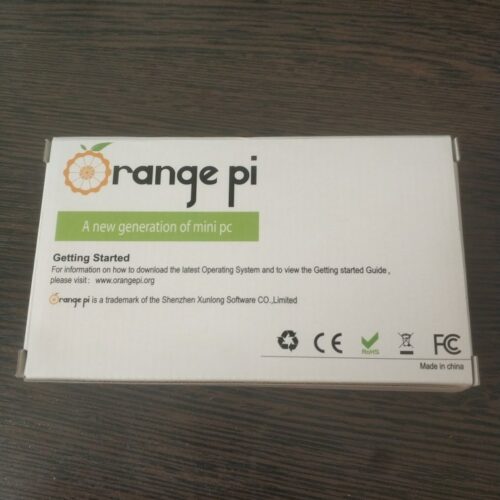 Orange pi
A new generation of mini pc
Getting Started
For information on how to download the latest Operating System and to view the Getting started Guide,
please visit: www.orangepi.org
Orange pi is a trademark of the Shenzhen Xunlong Software CO.,Limited
CE RoHS FC
Made in china